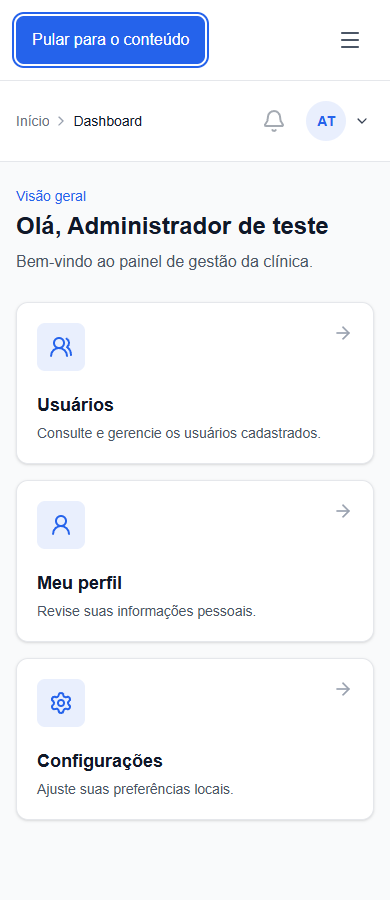 Pular para o conteúdo
Início > Dashboard
AT
Visão geral
Olá, Administrador de teste
Bem-vindo ao painel de gestão da clínica.
Usuários
Consulte e gerencie os usuários cadastrados.
Meu perfil
Revise suas informações pessoais.
Configurações
Ajuste suas preferências locais.